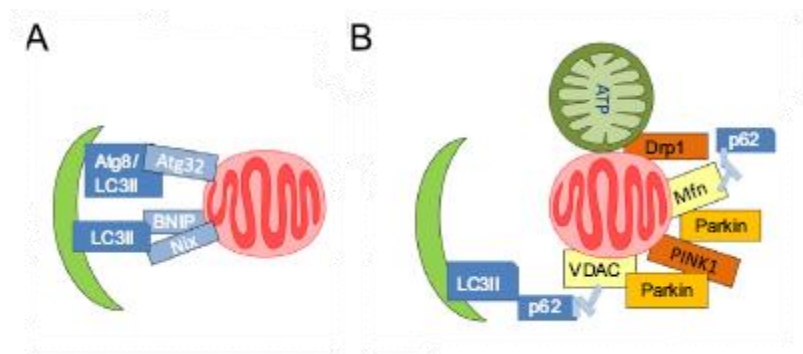 A
B
Atg8/
LC3II
Atg32
BNIP
LC3II
Nix
ATP
Drp1
p62
Mfn
Parkin
PINK1
VDAC
Parkin
LC3II
p62